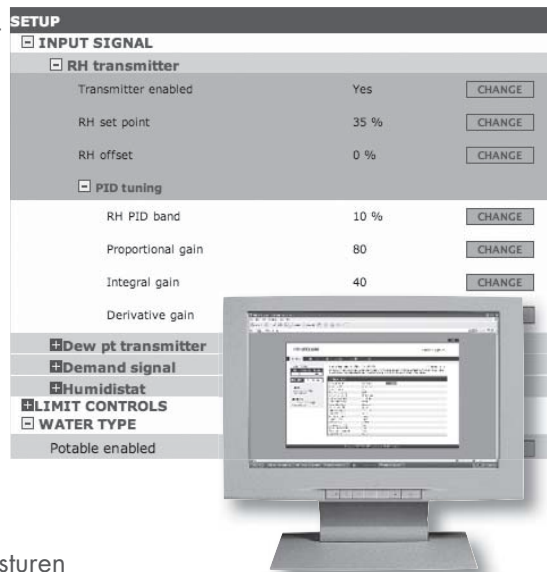 SETUP
INPUT SIGNAL
RH transmitter
Transmitter enabled Yes CHANGE
RH set point 35 % CHANGE
RH offset 0 % CHANGE
PID tuning
RH PID band 10 % CHANGE
Proportional gain 80 CHANGE
Integral gain 40 CHANGE
Derivative gain
Dew pt transmitter
Demand signal
Humidistat
LIMIT CONTROLS
WATER TYPE
Potable enabled
sturen